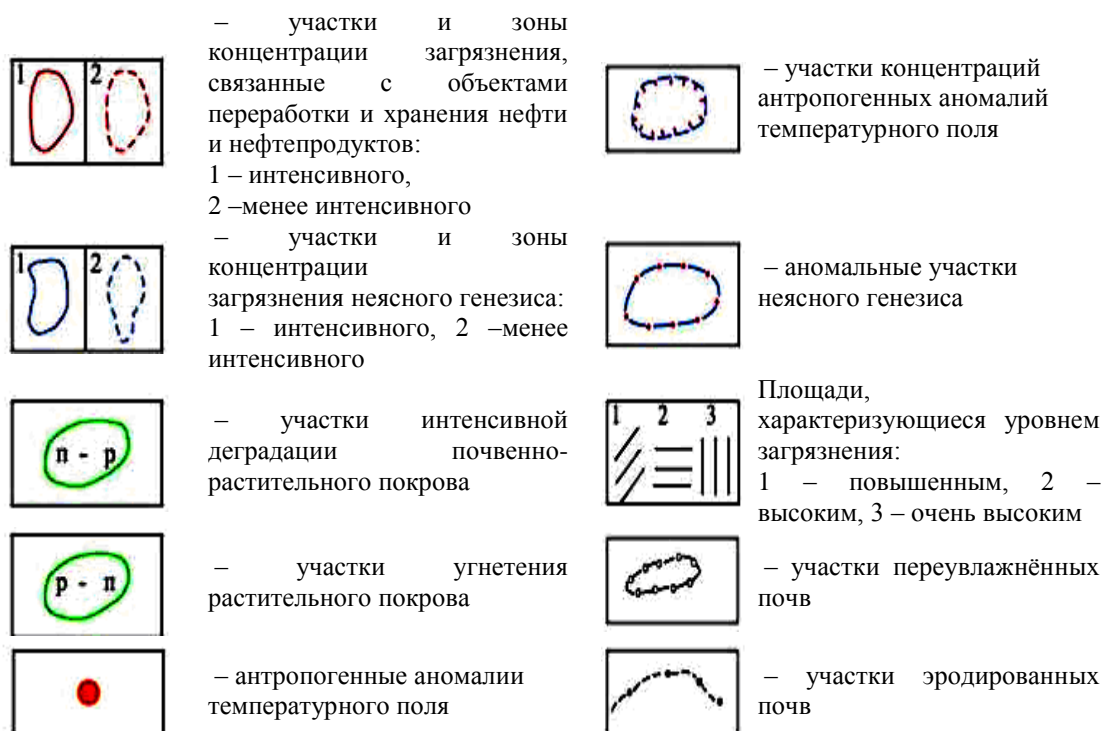 1 2
– участки и зоны
концентрации загрязнения,
связанные с объектами
переработки и хранения нефти
и нефтепродуктов:
1 – интенсивного,
2 –менее интенсивного
1 2
– участки и зоны
концентрации
загрязнения неясного генезиса:
1 – интенсивного, 2 –менее
интенсивного
п - р
– участки интенсивной
деградации почвенно-
растительного покрова
р - п
– участки угнетения
растительного покрова
– антропогенные аномалии
температурного поля
– участки концентраций
антропогенных аномалий
температурного поля
– аномальные участки
неясного генезиса
1 2 3
Площади,
характеризующиеся уровнем
загрязнения:
1 – повышенным, 2 –
высоким, 3 – очень высоким
– участки переувлажнённых
почв
– участки эродированных
почв